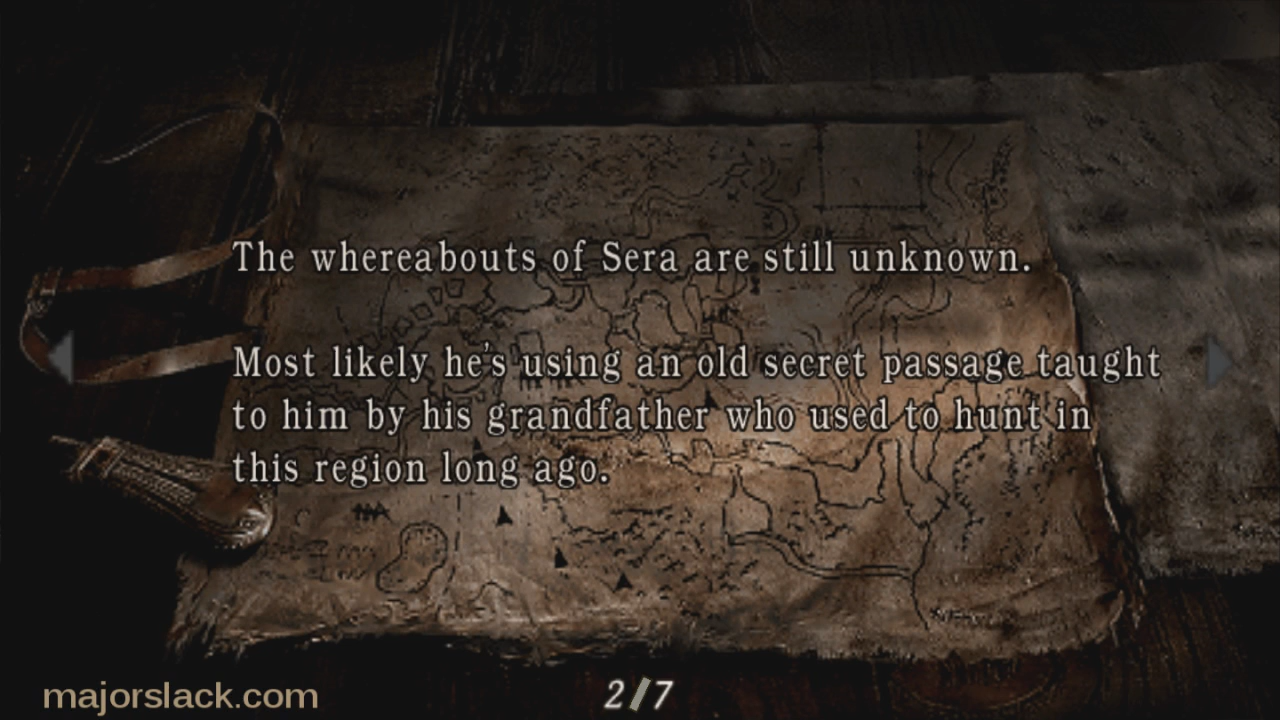 The whereabouts of Sera are still unknown.
Most likely he's using an old secret passage taught
to him by his grandfather who used to hunt in
this region long ago.
majorslack.com
2/7